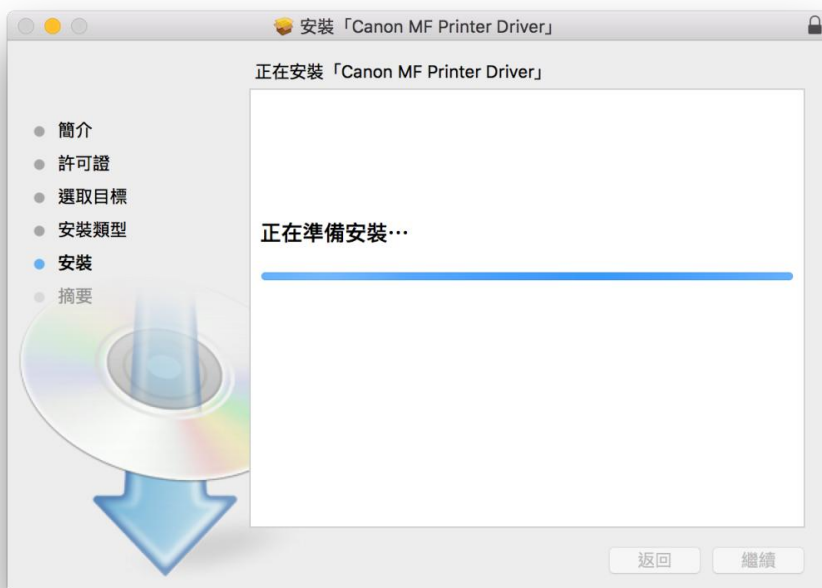 安裝「Canon MF Printer Driver」
正在安裝「Canon MF Printer Driver」
簡介
許可證
選取目標
安裝類型
安裝
摘要
正在準備安裝⋯
返回
繼續